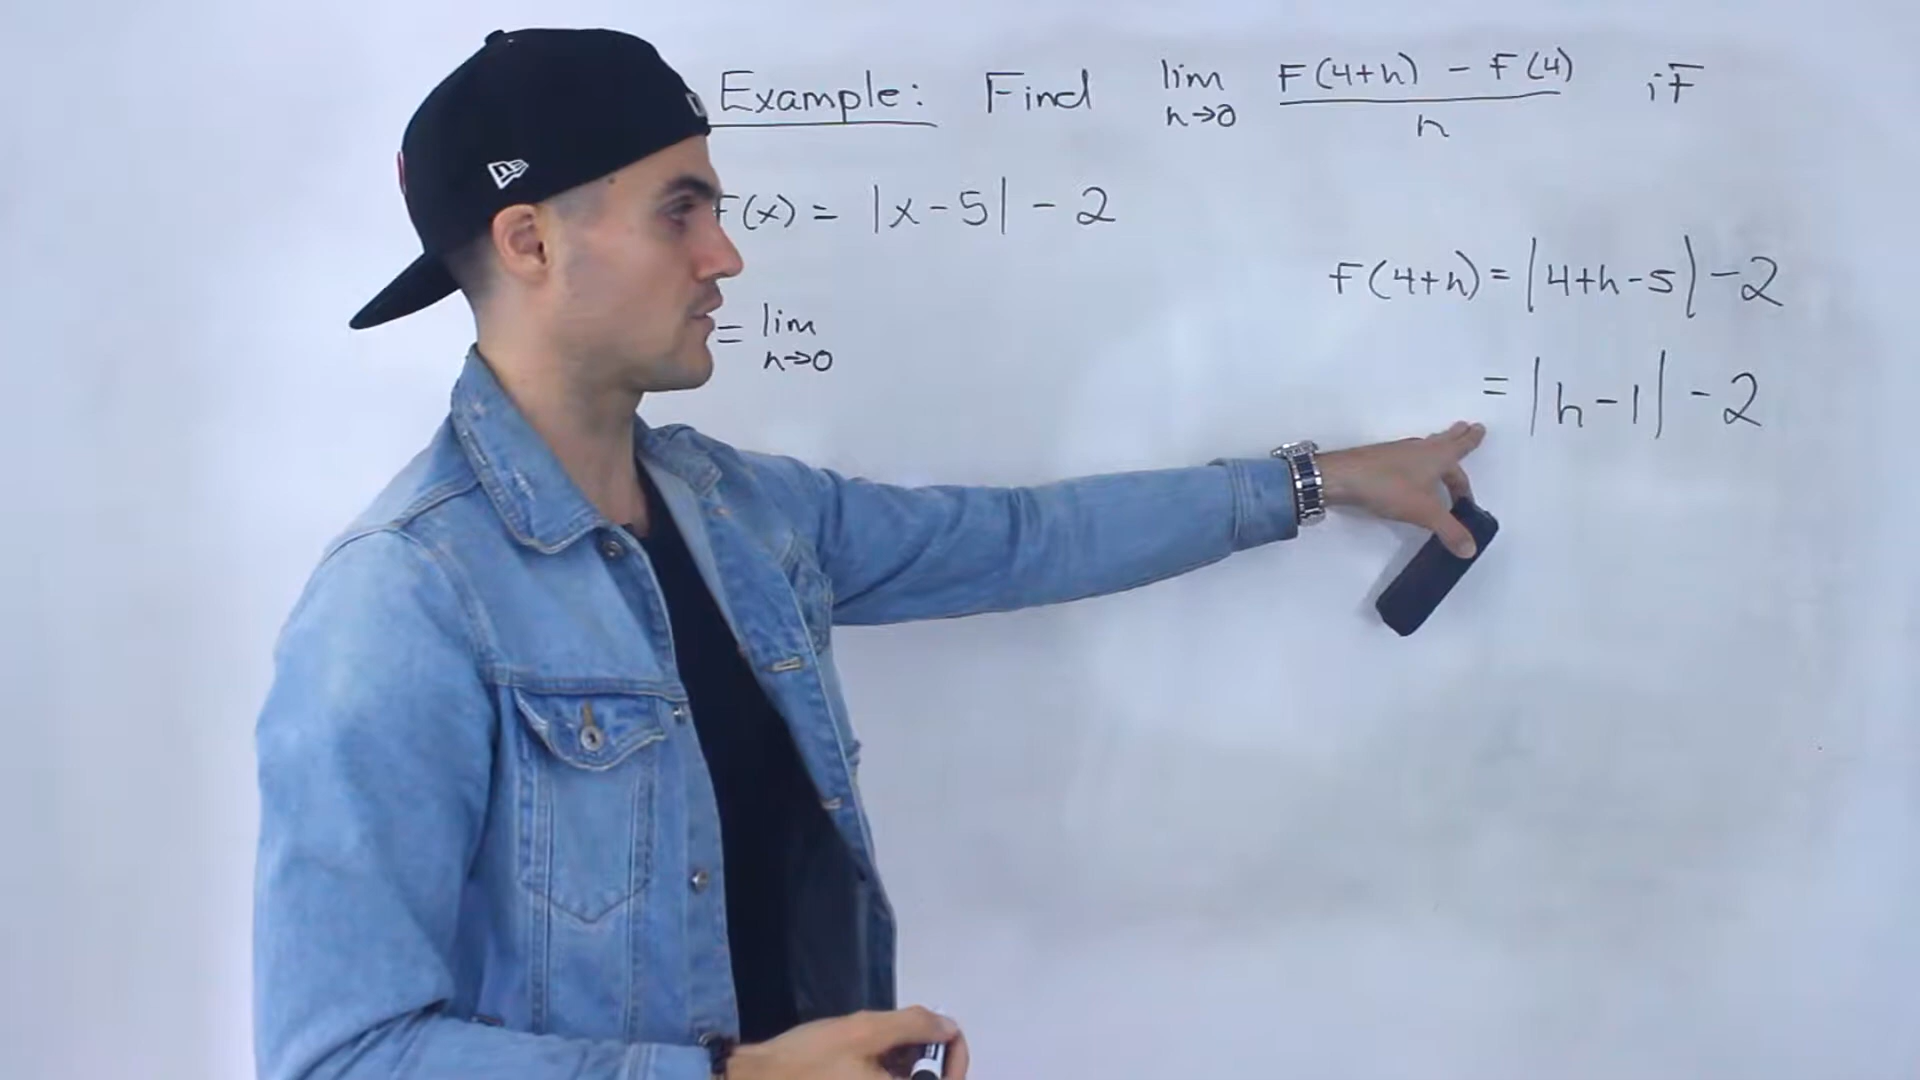 Example: Find lim h→0 F(4+h) - F(4) / h if
F(x) = |x-5| - 2
F(4+h) = |4+h-5| - 2
= lim h→0
= |h-1| - 2